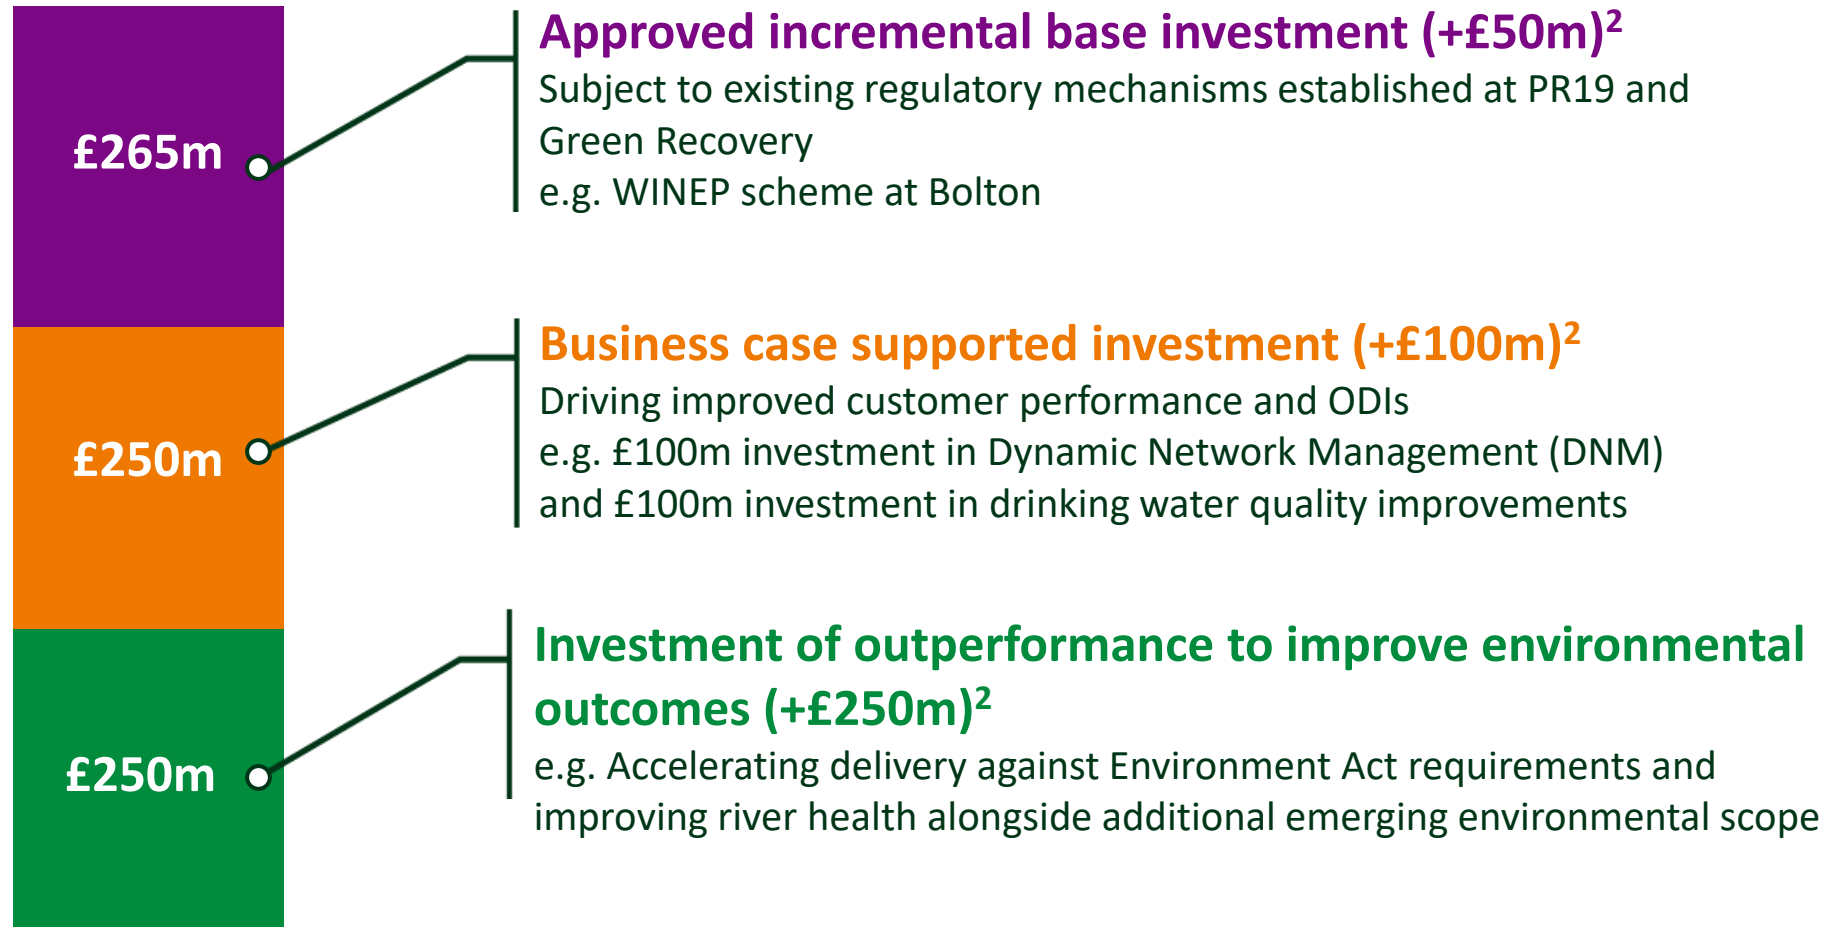 £265m
Approved incremental base investment (+£50m)²
Subject to existing regulatory mechanisms established at PR19 and
Green Recovery
e.g. WINEP scheme at Bolton
£250m
Business case supported investment (+£100m)²
Driving improved customer performance and ODIs
e.g. £100m investment in Dynamic Network Management (DNM)
and £100m investment in drinking water quality improvements
£250m
Investment of outperformance to improve environmental
outcomes (+£250m)²
e.g. Accelerating delivery against Environment Act requirements and
improving river health alongside additional emerging environmental scope